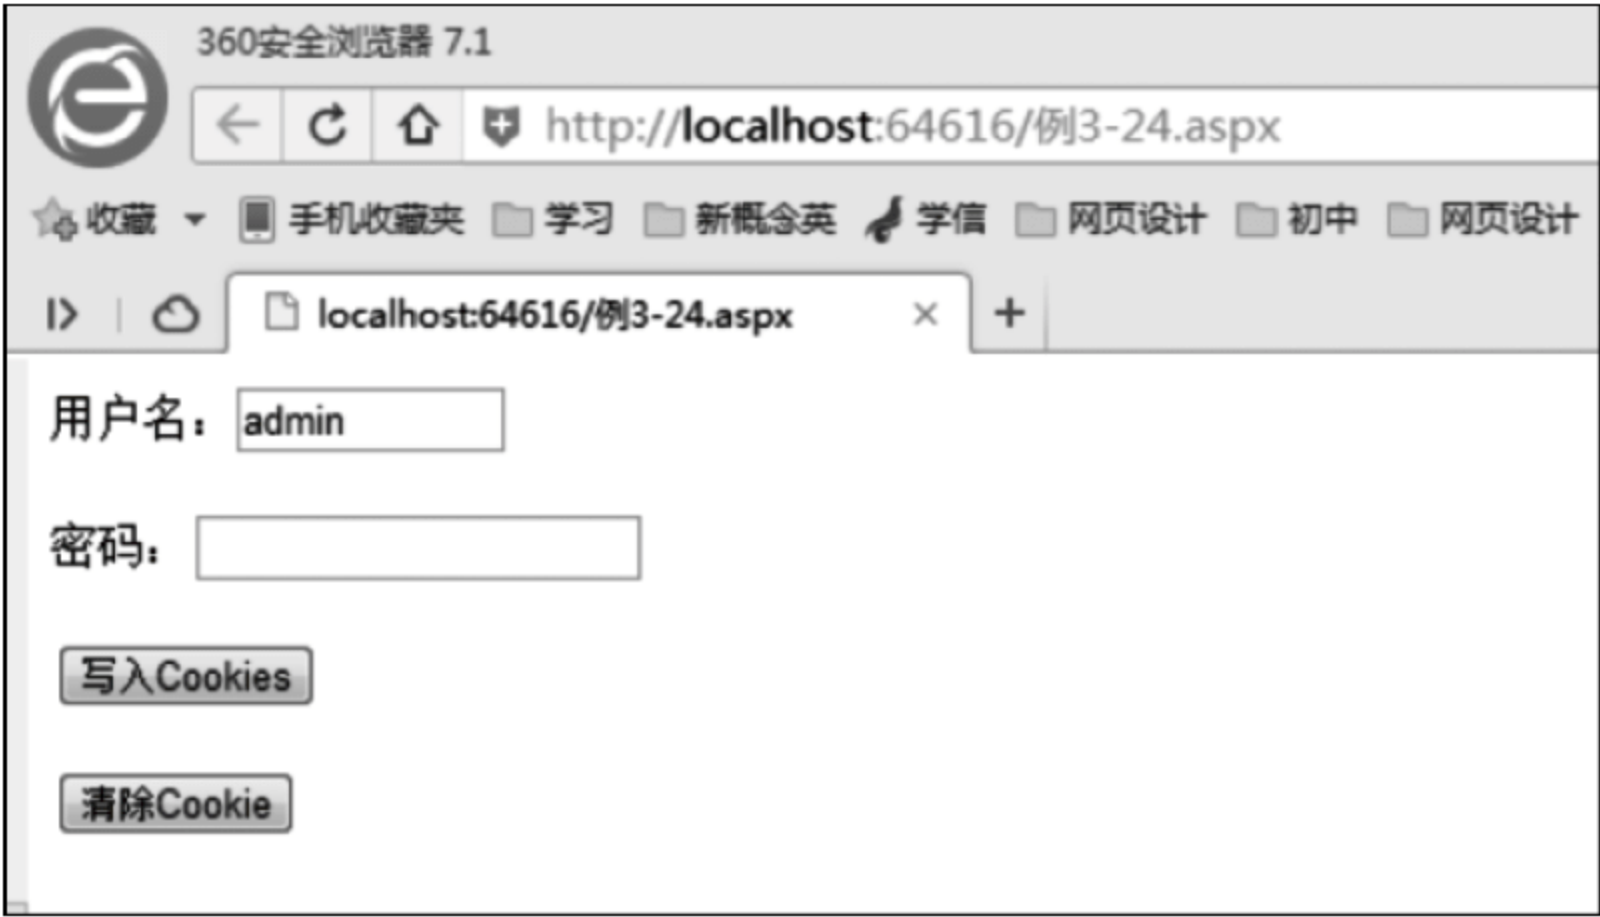 360安全浏览器 7.1
http://localhost:64616/例3-24.aspx
收藏 手机收藏夹 学习 新概念英 学信 网页设计 初中 网页设计
localhost:64616/例3-24.aspx
用户名：admin
密码：
写入Cookies
清除Cookie